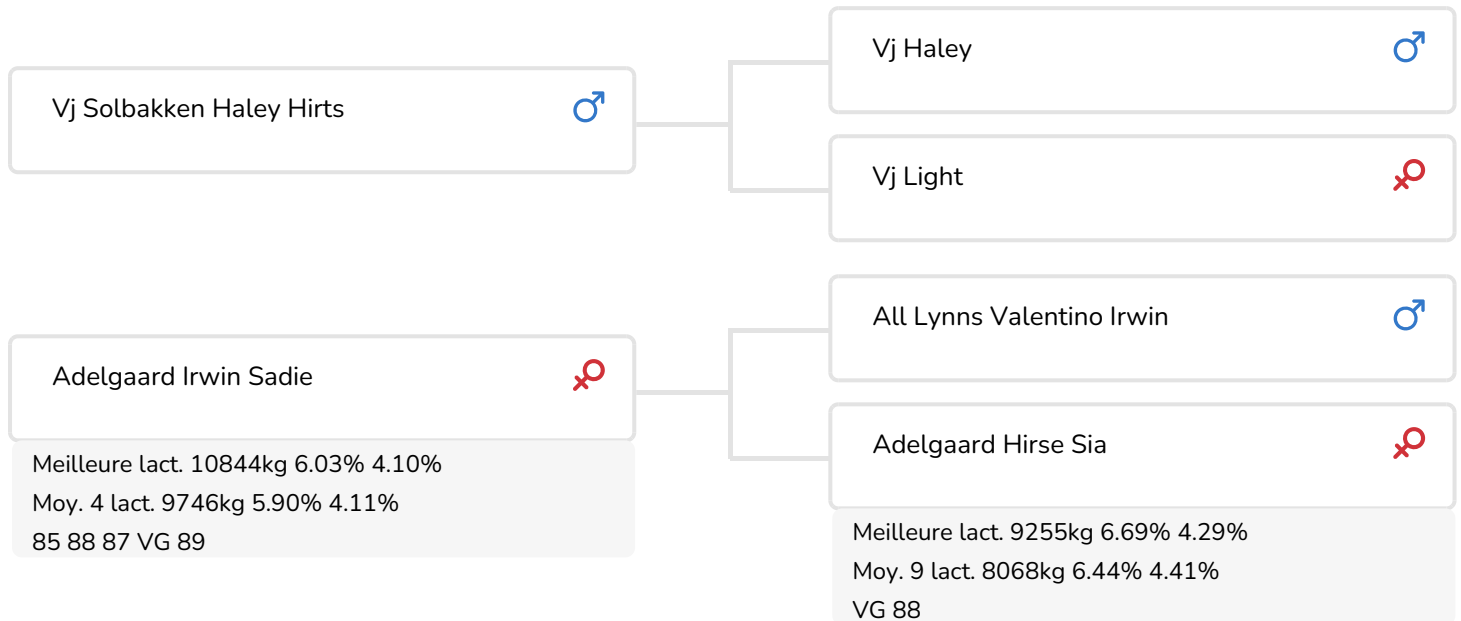 Vj Solbakken Haley Hirts
Vj Haley
Vj Light
Adelgaard Irwin Sadie
Meilleure lact. 10844kg 6.03% 4.10%
Moy. 4 lact. 9746kg 5.90% 4.11%
85 88 87 VG 89
All Lynns Valentino Irwin
Adelgaard Hirse Sia
Meilleure lact. 9255kg 6.69% 4.29%
Moy. 9 lact. 8068kg 6.44% 4.41%
VG 88